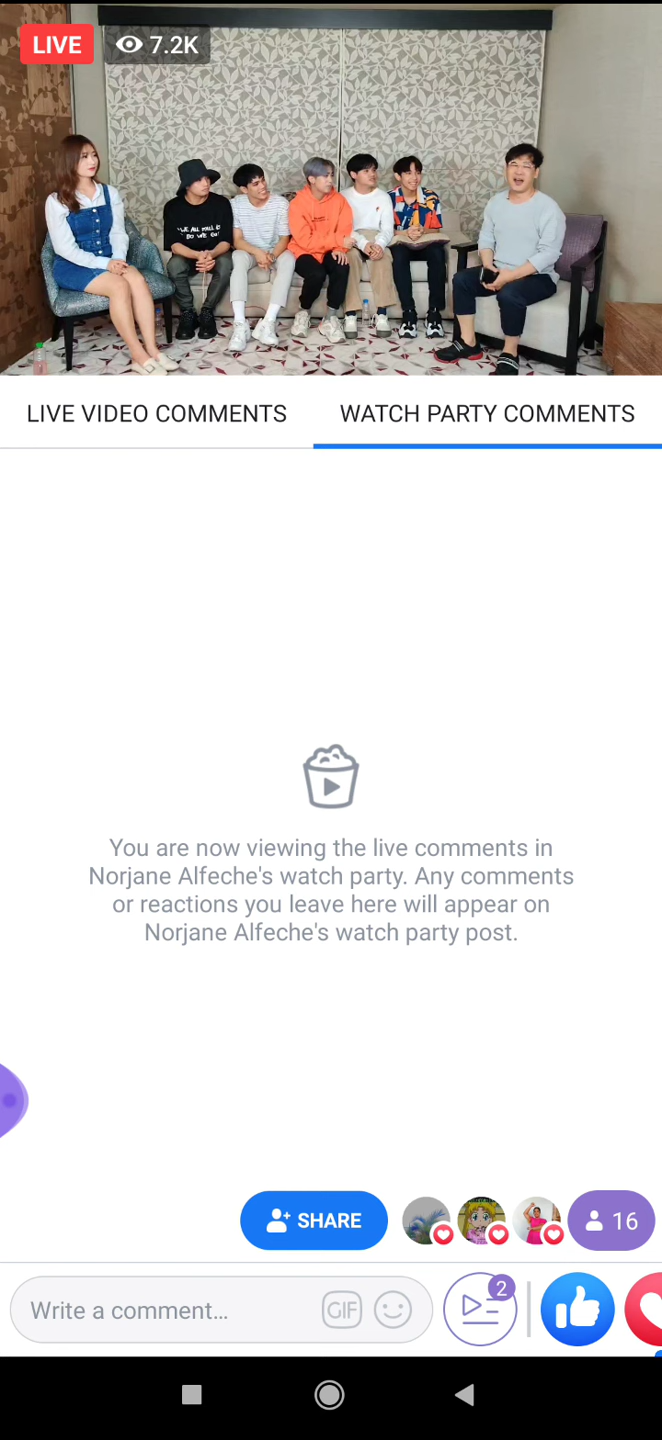 LIVE
7.2K
LIVE VIDEO COMMENTS
WATCH PARTY COMMENTS
You are now viewing the live comments in
Norjane Alfeche's watch party. Any comments
or reactions you leave here will appear on
Norjane Alfeche's watch party post.
SHARE
16
Write a comment...
GIF
2